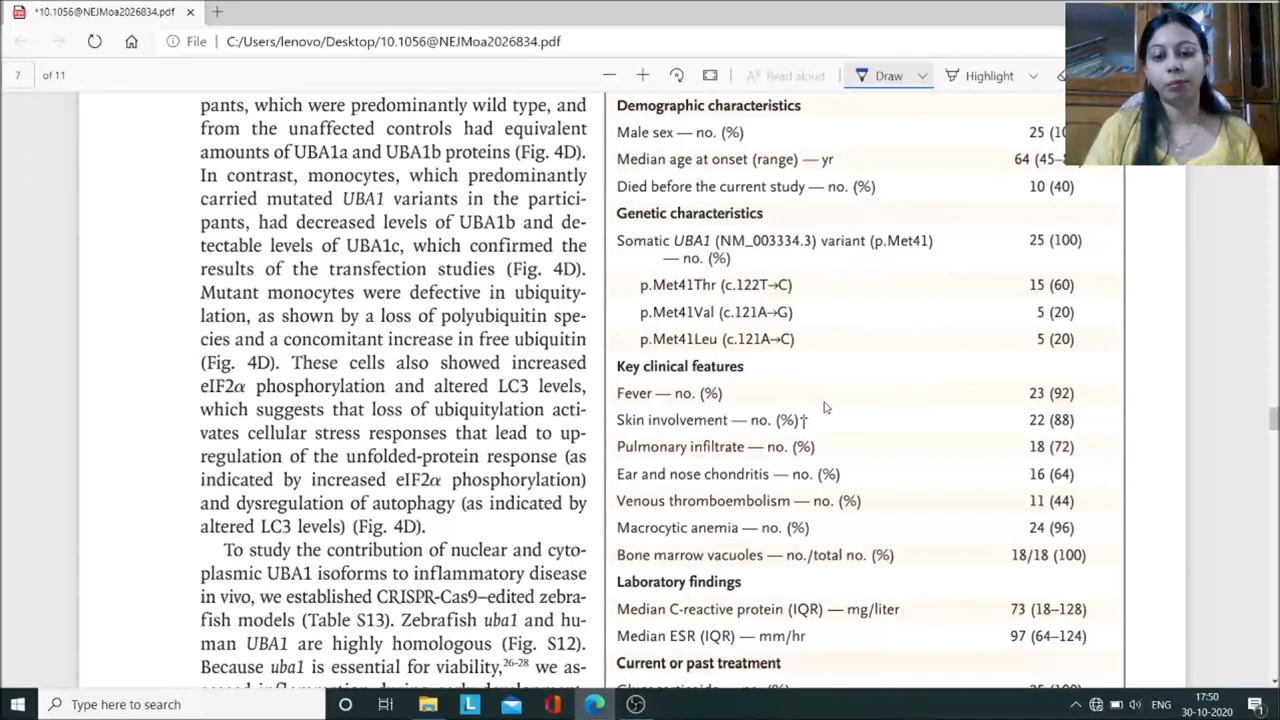 *10.1056@NEJMoa2026834.pdf
File
C:/Users/lenovo/Desktop/10.1056@NEJMoa2026834.pdf
7 of 11
Read aloud
Draw
Highlight
pants, which were predominantly wild type, and
from the unaffected controls had equivalent
amounts of UBA1a and UBA1b proteins (Fig. 4D).
In contrast, monocytes, which predominantly
carried mutated UBA1 variants in the partici-
pants, had decreased levels of UBA1b and de-
tectable levels of UBA1c, which confirmed the
results of the transfection studies (Fig. 4D).
Mutant monocytes were defective in ubiquity-
lation, as shown by a loss of polyubiquitin spe-
cies and a concomitant increase in free ubiquitin
(Fig. 4D). These cells also showed increased
eIF2α phosphorylation and altered LC3 levels,
which suggests that loss of ubiquitylation acti-
vates cellular stress responses that lead to up-
regulation of the unfolded-protein response (as
indicated by increased eIF2α phosphorylation)
and dysregulation of autophagy (as indicated by
altered LC3 levels) (Fig. 4D).
To study the contribution of nuclear and cyto-
plasmic UBA1 isoforms to inflammatory disease
in vivo, we established CRISPR-Cas9–edited zebra-
fish models (Table S13). Zebrafish uba1 and hu-
man UBA1 are highly homologous (Fig. S12).
Because uba1 is essential for viability,26-28 we as-
Demographic characteristics
Male sex — no. (%) 25
Median age at onset (range) — yr 64 (45–
Died before the current study — no. (%) 10 (40)
Genetic characteristics
Somatic UBA1 (NM_003334.3) variant (p.Met41) 25 (100)
— no. (%)
p.Met41Thr (c.122T→C) 15 (60)
p.Met41Val (c.121A→G) 5 (20)
p.Met41Leu (c.121A→C) 5 (20)
Key clinical features
Fever — no. (%) 23 (92)
Skin involvement — no. (%)† 22 (88)
Pulmonary infiltrate — no. (%) 18 (72)
Ear and nose chondritis — no. (%) 16 (64)
Venous thromboembolism — no. (%) 11 (44)
Macrocytic anemia — no. (%) 24 (96)
Bone marrow vacuoles — no./total no. (%) 18/18 (100)
Laboratory findings
Median C-reactive protein (IQR) — mg/liter 73 (18–128)
Median ESR (IQR) — mm/hr 97 (64–124)
Current or past treatment
Type here to search
ENG
17:50
30-10-2020